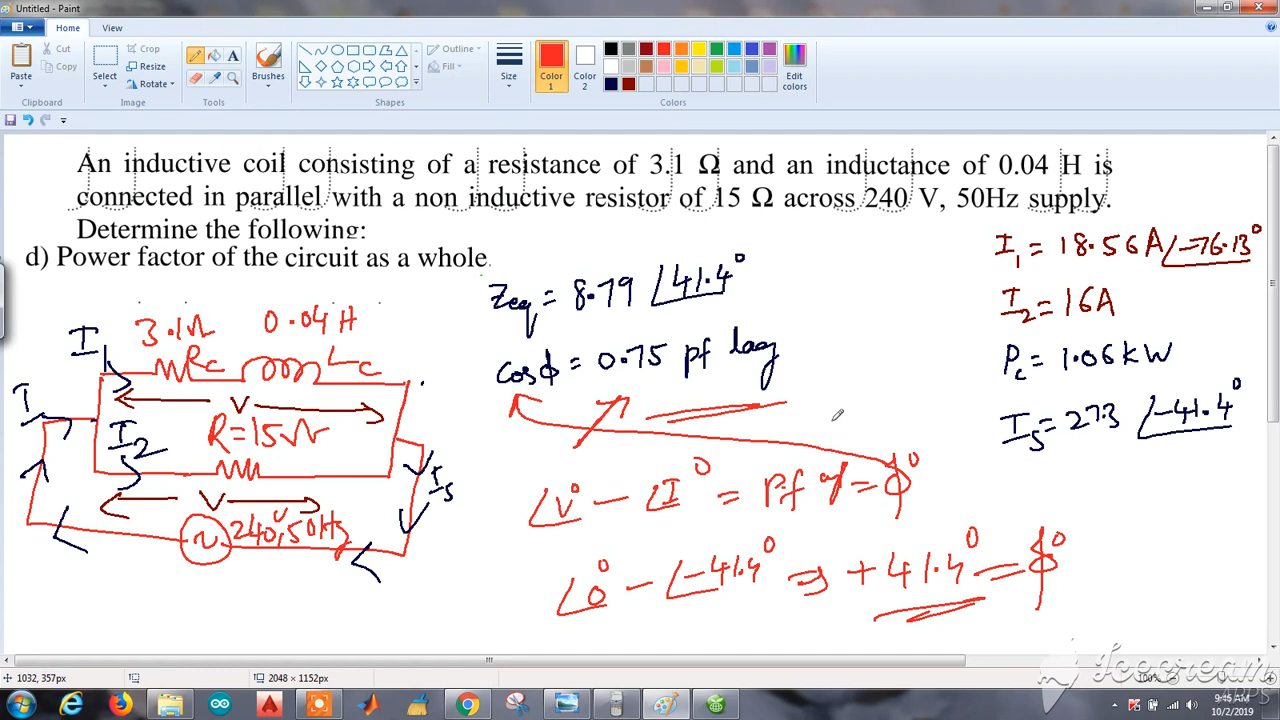 Untitled - Paint
Home View
Paste Cut Copy
Clipboard
Select Crop Resize Rotate
Image
Tools
Brushes
Outline Fill
Shapes
Size
Color 1
Color 2
Edit colors
Colors
An inductive coil consisting of a resistance of 3.1 Ω and an inductance of 0.04 H is
connected in parallel with a non inductive resistor of 15 Ω across 240 V, 50Hz supply.
Determine the following:
d) Power factor of the circuit as a whole
3.1Ω 0.04H
I1
Rc Lc
V
I
I2
R=15Ω
V
Is
240V, 50Hz
Zeq = 8.79 ∠41.4°
cosϕ = 0.75 pf lag
∠V° - ∠I° = Pf = ϕ°
∠0° - ∠-41.4° ⇒ +41.4° = ϕ°
I1 = 18.56A ∠-76.13°
I2 = 16A
Pc = 1.06kW
Is = 273 ∠-41.4°
1032, 357px
2048 × 1152px
100%
Icecream
APPS
9:45 AM
10/2/2019